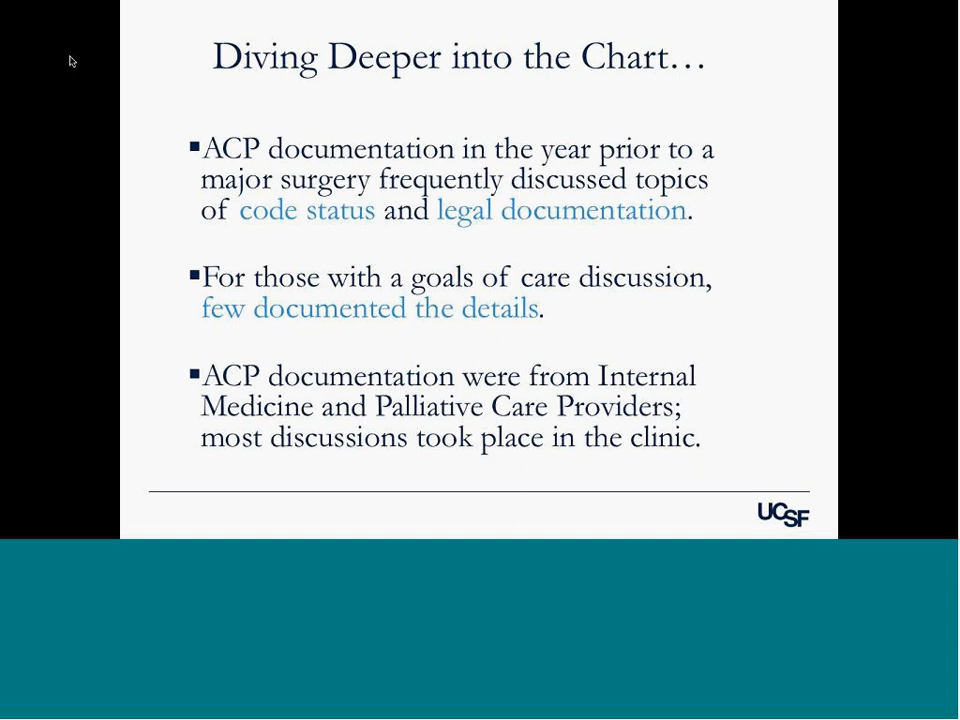 Diving Deeper into the Chart…
▪ACP documentation in the year prior to a
major surgery frequently discussed topics
of code status and legal documentation.
▪For those with a goals of care discussion,
few documented the details.
▪ACP documentation were from Internal
Medicine and Palliative Care Providers;
most discussions took place in the clinic.
UCSF